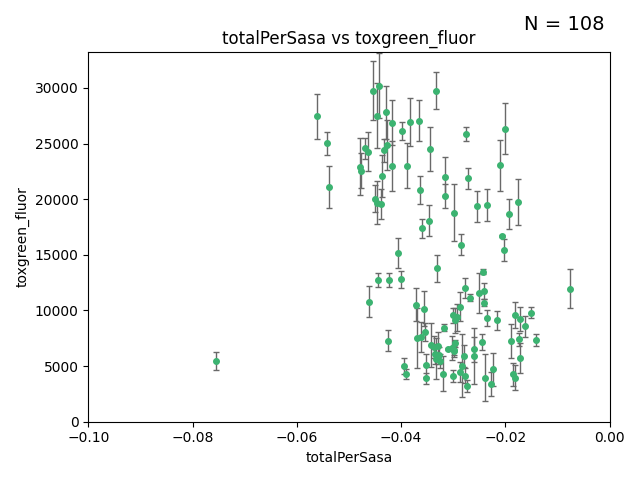 N = 108
totalPerSasa vs toxgreen_fluor
30000
25000
20000
15000
10000
5000
0
toxgreen_fluor
−0.10 −0.08 −0.06 −0.04 −0.02 0.00
totalPerSasa